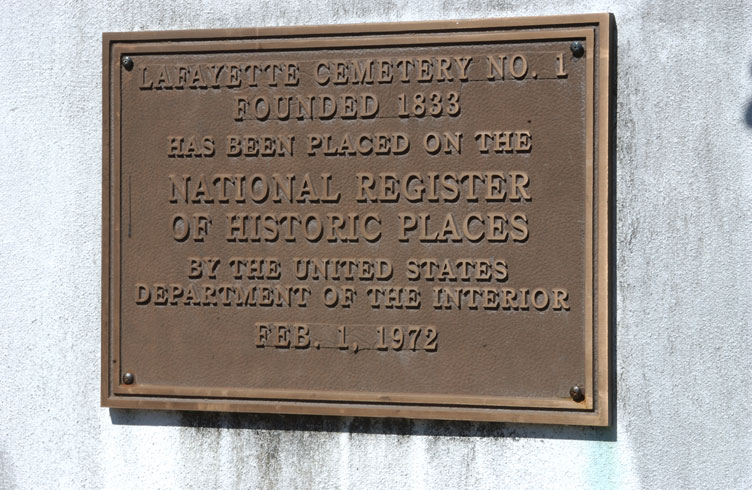 LAFAYETTE CEMETERY NO. 1
FOUNDED 1833
HAS BEEN PLACED ON THE
NATIONAL REGISTER
OF HISTORIC PLACES
BY THE UNITED STATES
DEPARTMENT OF THE INTERIOR
FEB. 1, 1972